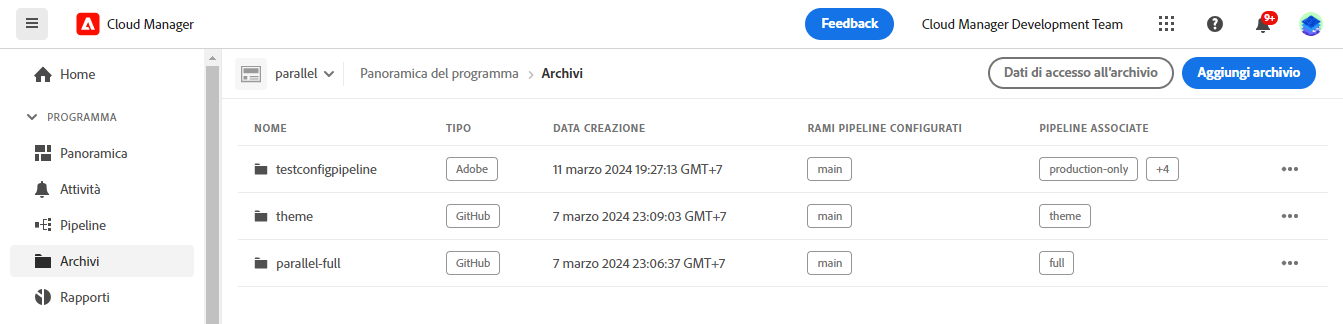 Cloud Manager Feedback Cloud Manager Development Team 9+
Home parallel Panoramica del programma Archivi Dati di accesso all'archivio Aggiungi archivio
PROGRAMMA
NOME TIPO DATA CREAZIONE RAMI PIPELINE CONFIGURATI PIPELINE ASSOCIATE
Panoramica
testconfigpipeline Adobe 11 marzo 2024 19:27:13 GMT+7 main production-only +4
Attività
theme GitHub 7 marzo 2024 23:09:03 GMT+7 main theme
Pipeline
Archivi
parallel-full GitHub 7 marzo 2024 23:06:37 GMT+7 main full
Rapporti